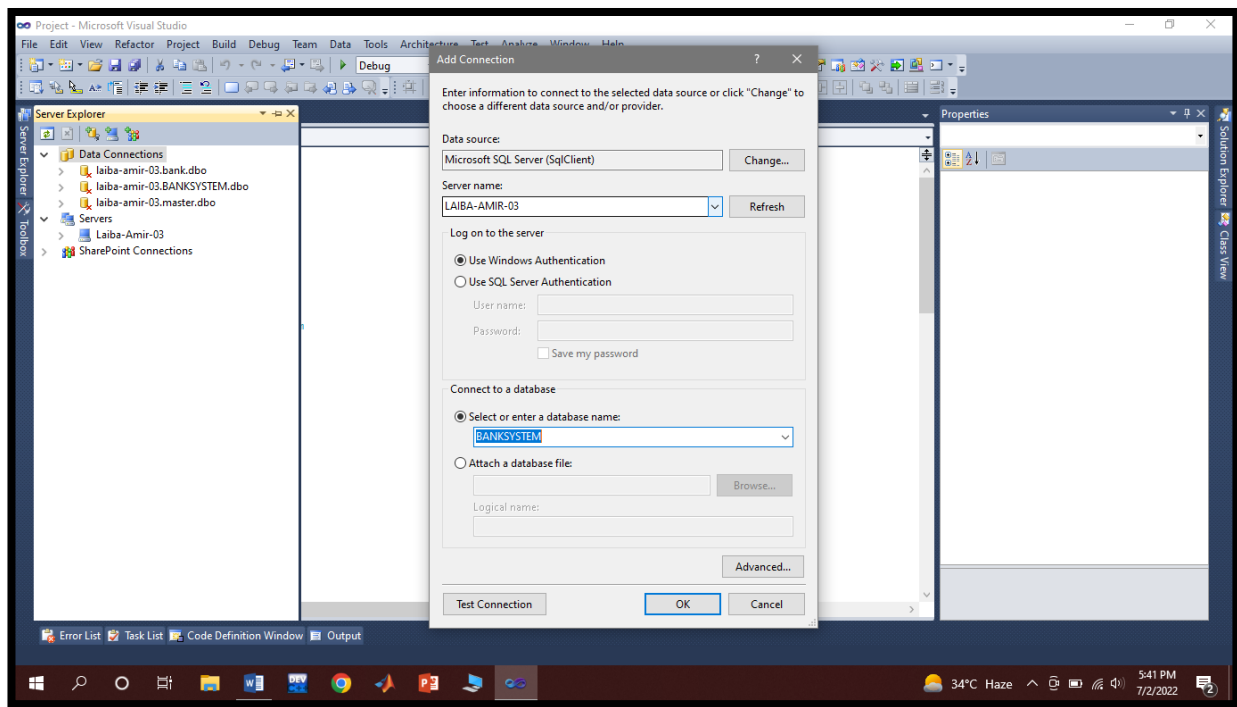 Project - Microsoft Visual Studio
File Edit View Refactor Project Build Debug Team Data Tools Architecture Test Analyze Window Help
Debug
Server Explorer
Data Connections
laiba-amir-03.bank.dbo
laiba-amir-03.BANKSYSTEM.dbo
laiba-amir-03.master.dbo
Servers
Laiba-Amir-03
SharePoint Connections
Server Explorer
Toolbox
Add Connection
Enter information to connect to the selected data source or click "Change" to
choose a different data source and/or provider.
Data source:
Microsoft SQL Server (SqlClient) Change...
Server name:
LAIBA-AMIR-03 Refresh
Log on to the server
Use Windows Authentication
Use SQL Server Authentication
User name:
Password:
Save my password
Connect to a database
Select or enter a database name:
BANKSYSTEM
Attach a database file:
Browse...
Logical name:
Advanced...
Test Connection OK Cancel
Properties
Solution Explorer
Class View
Error List Task List Code Definition Window Output
34°C Haze
5:41 PM
7/2/2022
2